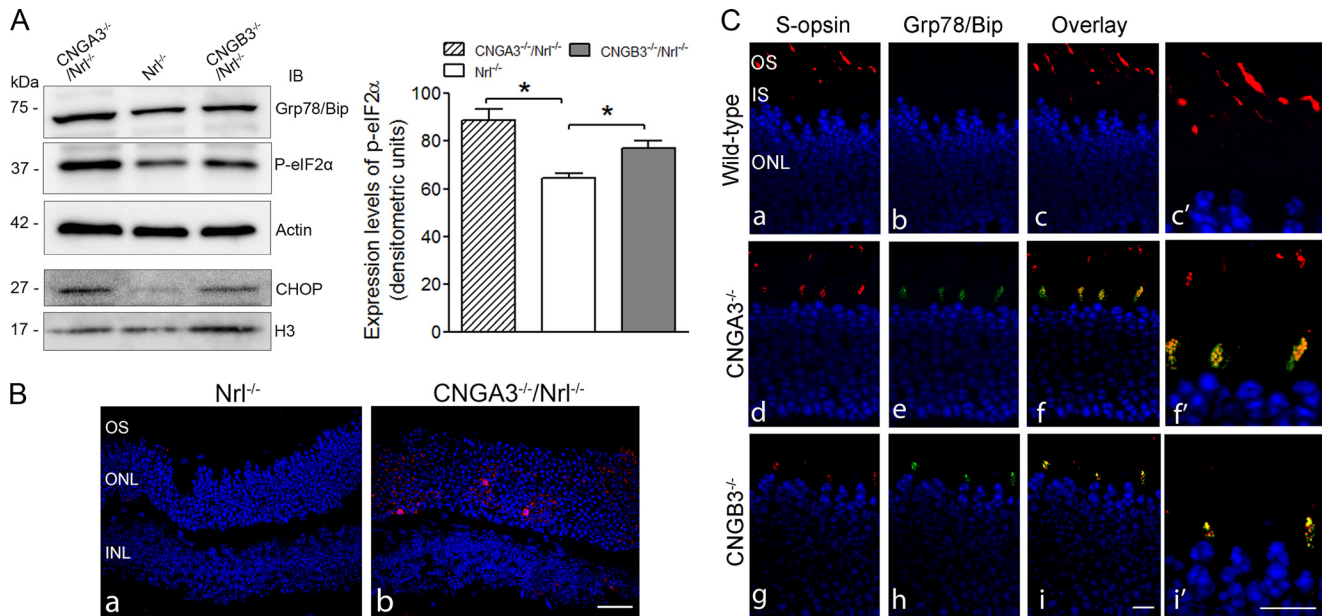 A
CNGA3-/-
/Nrl-/-
Nrl-/-
CNGB3-/-
/Nrl-/-
kDa
IB
75 -
Grp78/Bip
37 -
P-eIF2α
42 -
Actin
27 -
CHOP
17 -
H3
CNGA3-/-/Nrl-/-
CNGB3-/-/Nrl-/-
Nrl-/-
Expression levels of p-eIF2α
(densitometric units)
100
80
60
40
20
0
*
*
B
Nrl-/-
CNGA3-/-/Nrl-/-
OS
ONL
INL
a
b
C
S-opsin
Grp78/Bip
Overlay
Wild-type
OS
IS
ONL
a
b
c
c'
CNGA3-/-
d
e
f
f'
CNGB3-/-
g
h
i
i'